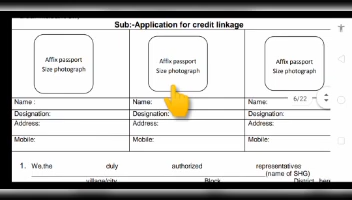 Sub:-Application for credit linkage
Affix passport
Size photograph
Affix passport
Size photograph
Affix passport
Size photograph
Name :
Name:
Name:
6/22
Designation:
Designation:
Designation:
Address:
Address:
Address:
Mobile:
Mobile:
Mobile:
1. We,the duly authorized representatives
(name of SHG)
village/city Block District